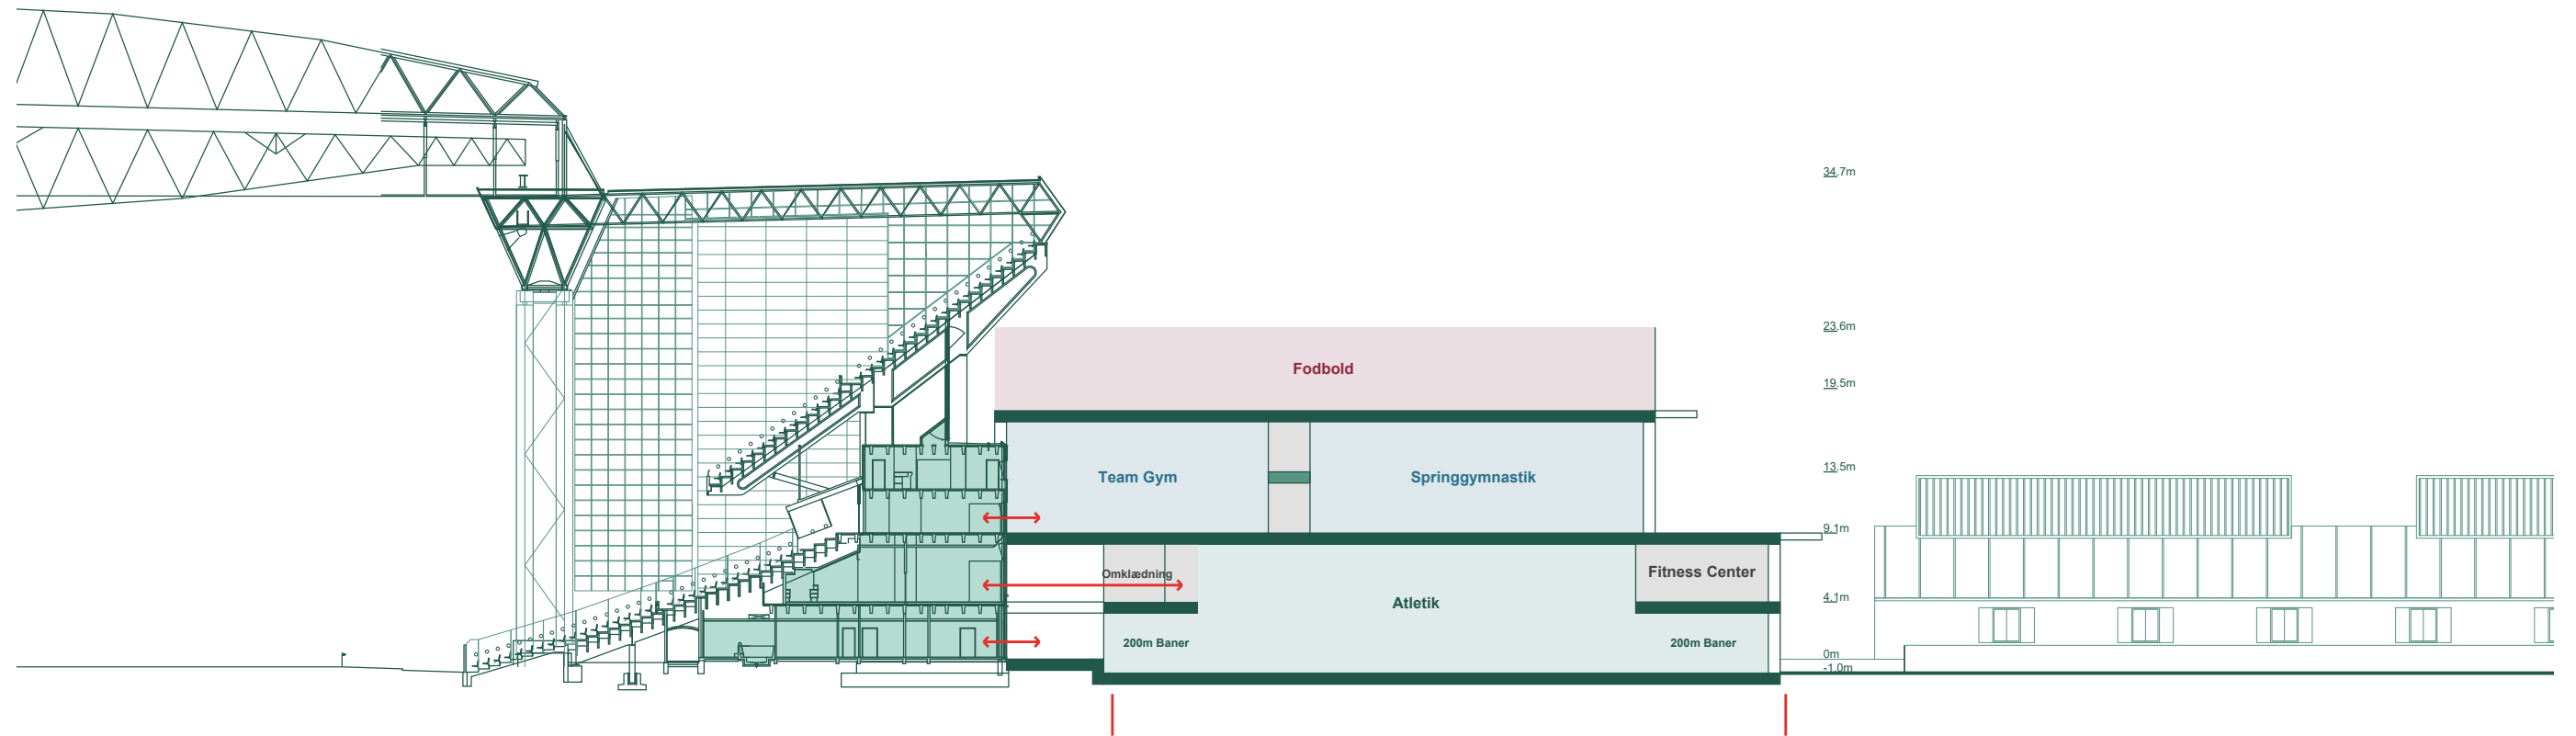 34.7m
23.6m
Fodbold
19.5m
13.5m
Team Gym
Springgymnastik
9.1m
Omklædning
Fitness Center
4.1m
Atletik
200m Baner
200m Baner
0m
-1.0m